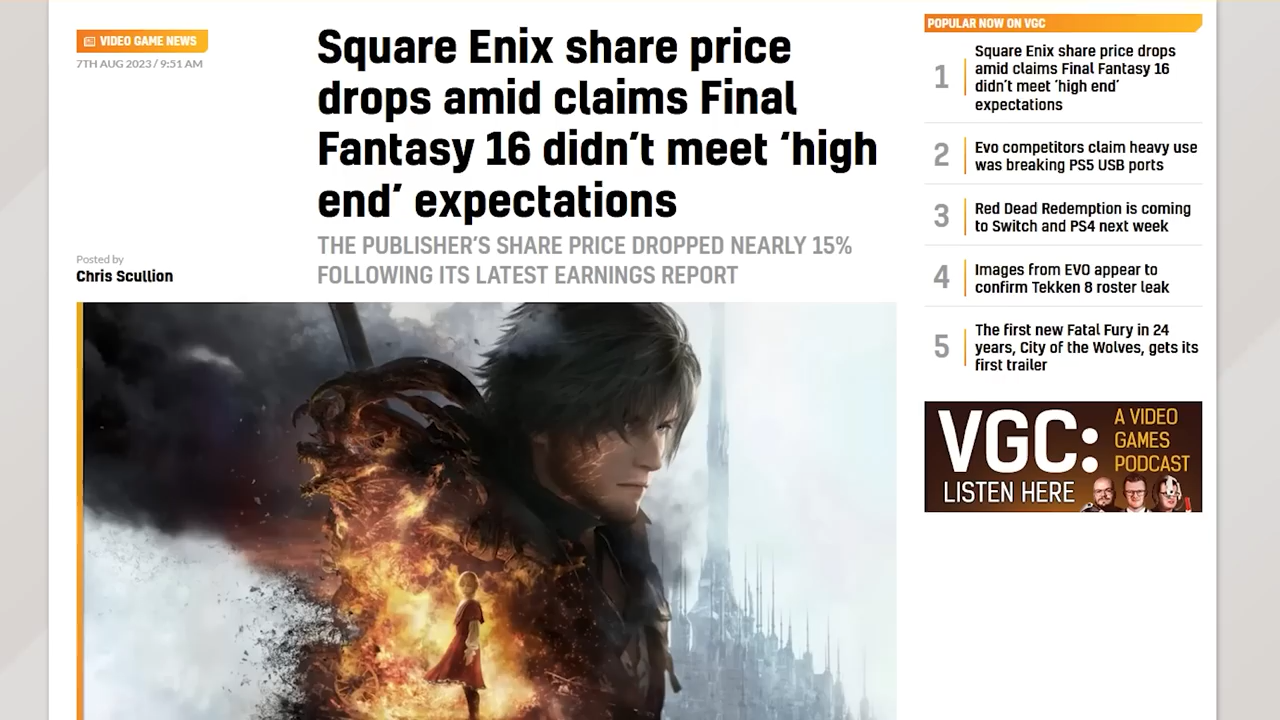 VIDEO GAME NEWS
7TH AUG 2023 / 9:51 AM
Posted by
Chris Scullion
Square Enix share price
drops amid claims Final
Fantasy 16 didn’t meet ‘high
end’ expectations
THE PUBLISHER’S SHARE PRICE DROPPED NEARLY 15%
FOLLOWING ITS LATEST EARNINGS REPORT
POPULAR NOW ON VGC
1
Square Enix share price drops
amid claims Final Fantasy 16
didn’t meet ‘high end’
expectations
2
Evo competitors claim heavy use
was breaking PS5 USB ports
3
Red Dead Redemption is coming
to Switch and PS4 next week
4
Images from EVO appear to
confirm Tekken 8 roster leak
5
The first new Fatal Fury in 24
years, City of the Wolves, gets its
first trailer
VGC:
A VIDEO
GAMES
PODCAST
LISTEN HERE